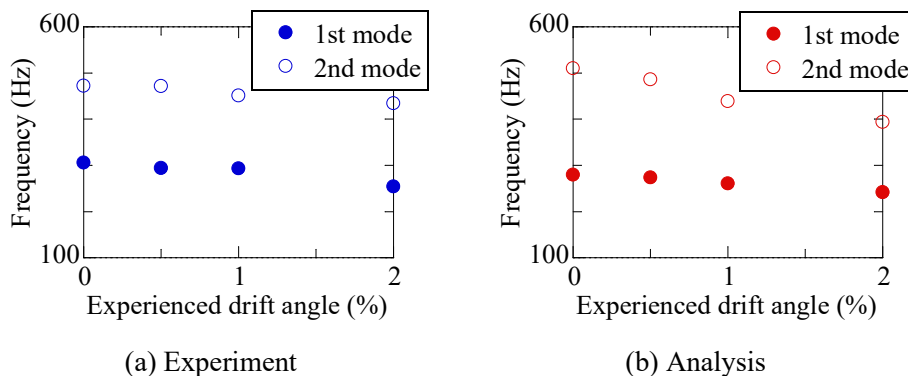 600
1st mode
2nd mode
Frequency (Hz)
100
0
1
2
Experienced drift angle (%)
(a) Experiment
600
1st mode
2nd mode
Frequency (Hz)
100
0
1
2
Experienced drift angle (%)
(b) Analysis